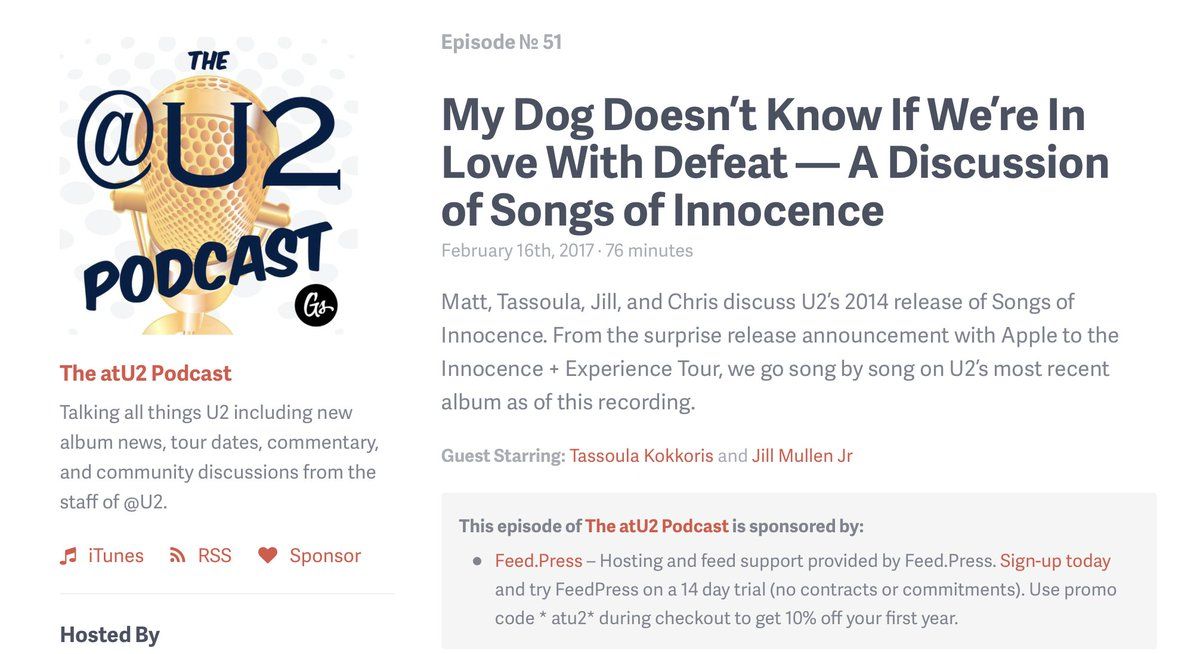 THE
@U2
PODCAST
Gs
The atU2 Podcast
Talking all things U2 including new
album news, tour dates, commentary,
and community discussions from the
staff of @U2.
iTunes RSS Sponsor
Hosted By
Episode № 51
My Dog Doesn’t Know If We’re In
Love With Defeat — A Discussion
of Songs of Innocence
February 16th, 2017 · 76 minutes
Matt, Tassoula, Jill, and Chris discuss U2’s 2014 release of Songs of
Innocence. From the surprise release announcement with Apple to the
Innocence + Experience Tour, we go song by song on U2’s most recent
album as of this recording.
Guest Starring: Tassoula Kokkoris and Jill Mullen Jr
This episode of The atU2 Podcast is sponsored by:
● Feed.Press – Hosting and feed support provided by Feed.Press. Sign-up today
and try FeedPress on a 14 day trial (no contracts or commitments). Use promo
code * atu2* during checkout to get 10% off your first year.